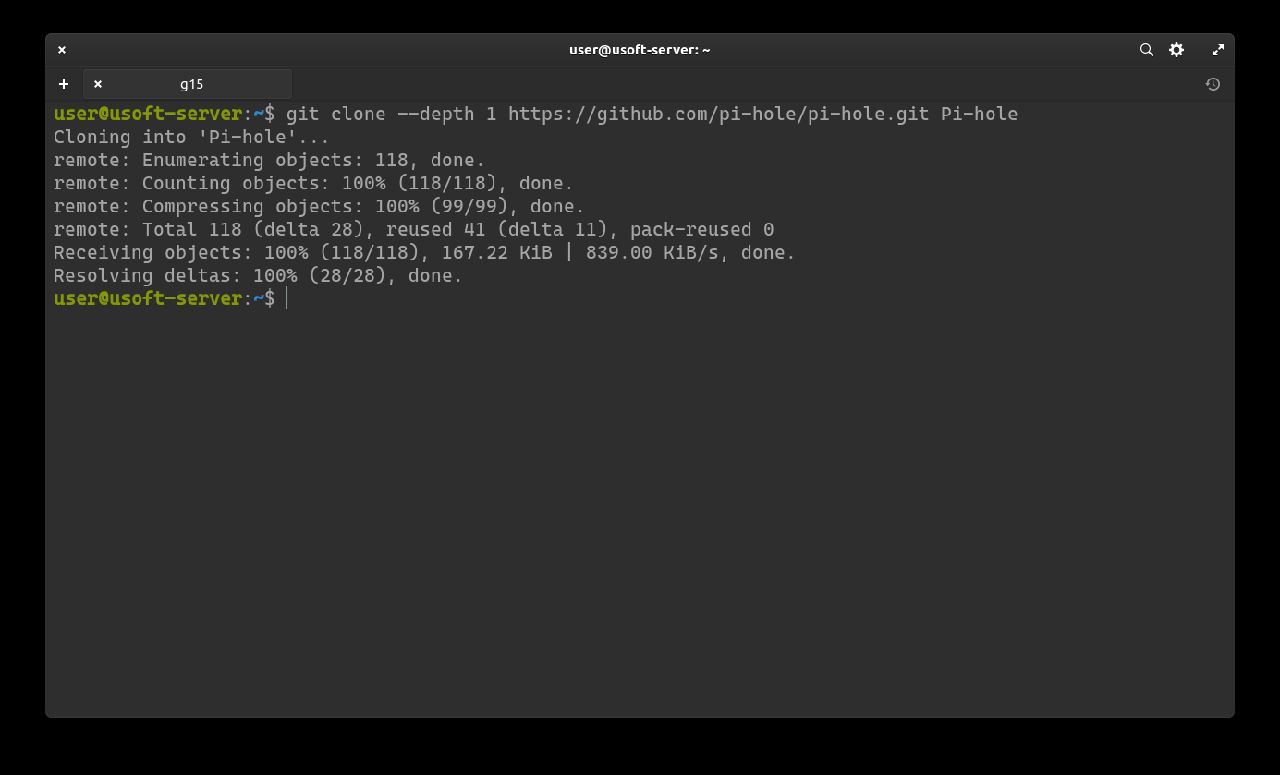 user@usoft-server: ~
g15
user@usoft-server:~$ git clone --depth 1 https://github.com/pi-hole/pi-hole.git Pi-hole
Cloning into 'Pi-hole'...
remote: Enumerating objects: 118, done.
remote: Counting objects: 100% (118/118), done.
remote: Compressing objects: 100% (99/99), done.
remote: Total 118 (delta 28), reused 41 (delta 11), pack-reused 0
Receiving objects: 100% (118/118), 167.22 KiB | 839.00 KiB/s, done.
Resolving deltas: 100% (28/28), done.
user@usoft-server:~$